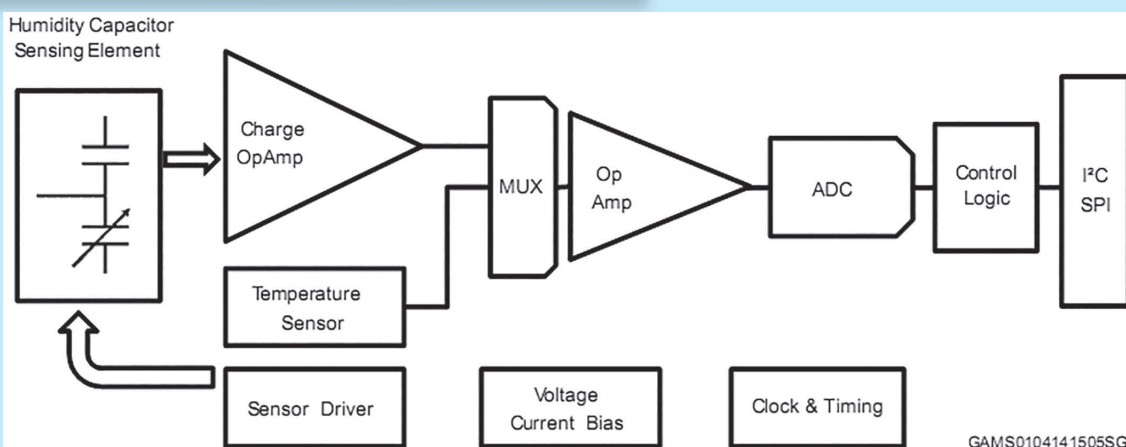 Humidity Capacitor
Sensing Element
Charge
OpAmp
MUX
Op
Amp
ADC
Control
Logic
I²C
SPI
Temperature
Sensor
Sensor Driver
Voltage
Current Bias
Clock & Timing
GAMS0104141505SG